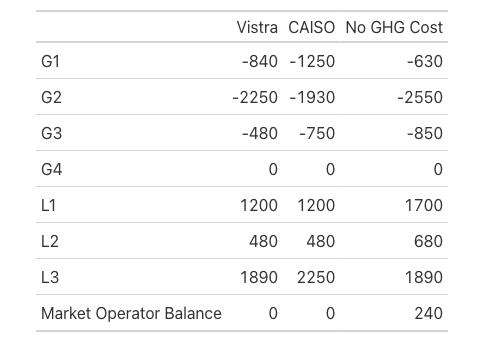 Vistra CAISO No GHG Cost
G1 -840 -1250 -630
G2 -2250 -1930 -2550
G3 -480 -750 -850
G4 0 0 0
L1 1200 1200 1700
L2 480 480 680
L3 1890 2250 1890
Market Operator Balance 0 0 240